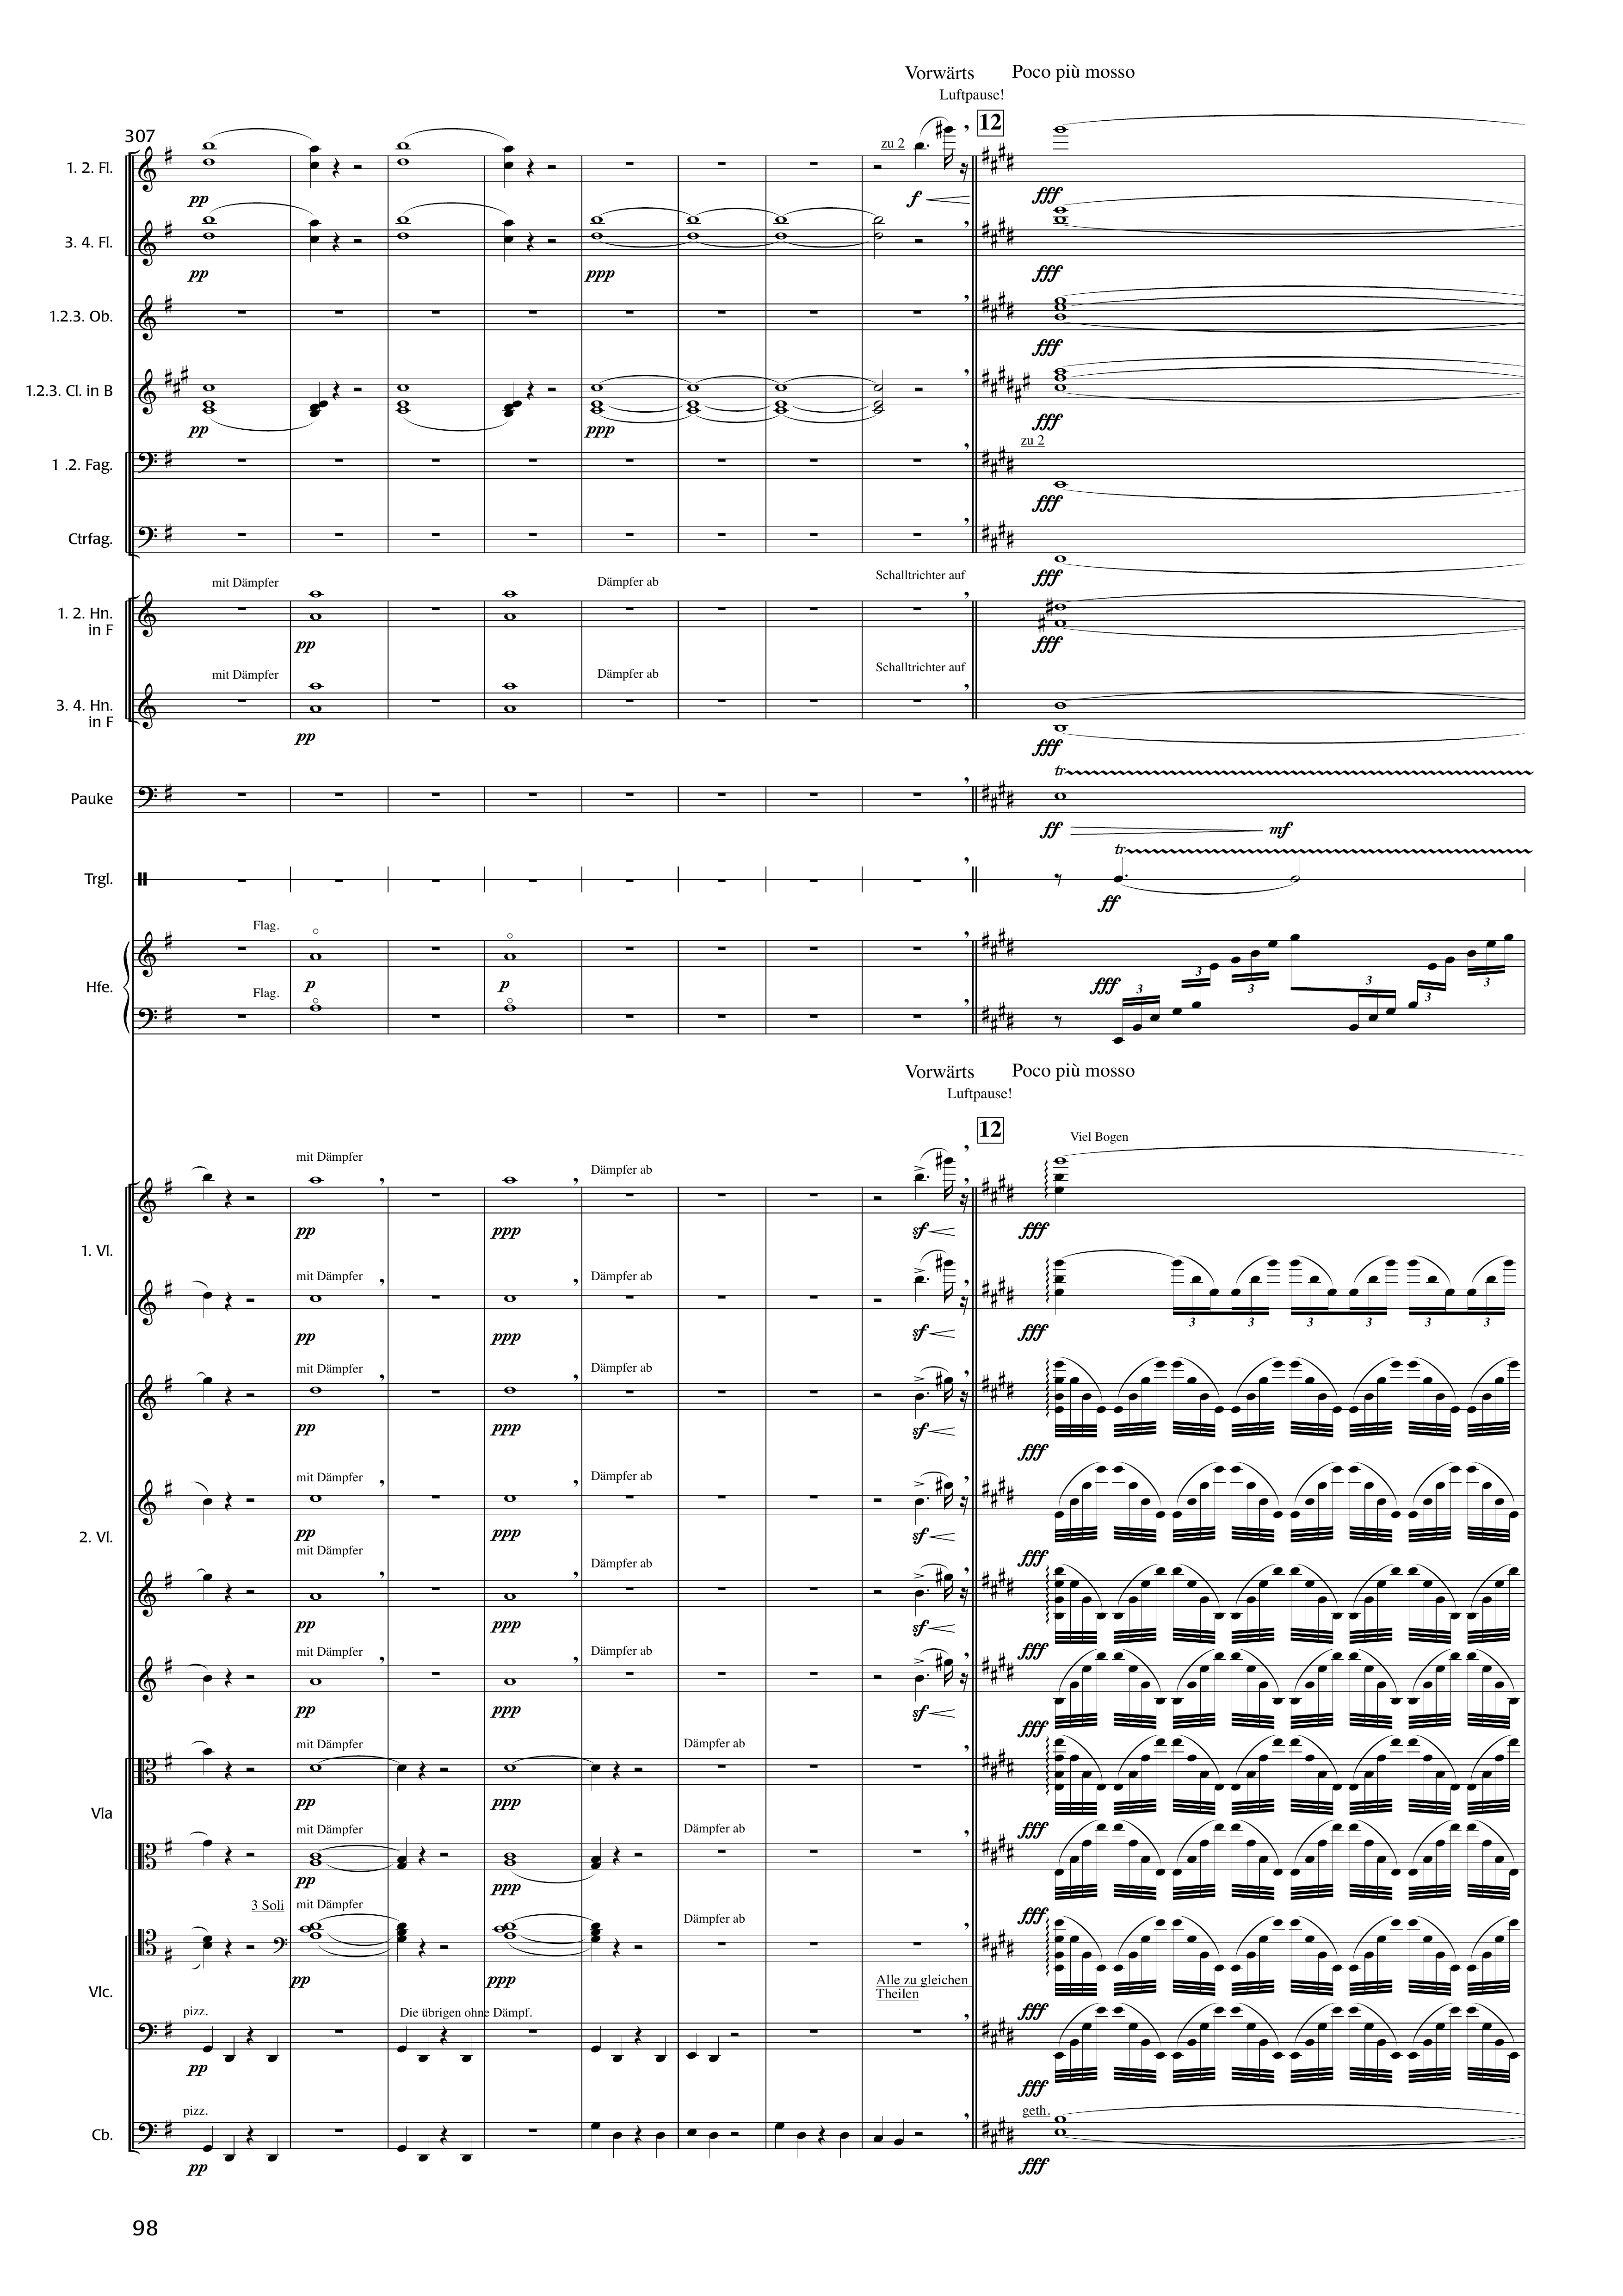 Vorwärts Poco più mosso
Luftpause!
307 12
1. 2. Fl. zu 2
pp f fff
3. 4. Fl.
pp ppp fff
1.2.3. Ob.
fff
1.2.3. Cl. in B
pp ppp fff
zu 2
1 .2. Fag.
fff
Ctrfag.
fff
mit Dämpfer Dämpfer ab Schalltrichter auf
1. 2. Hn.
in F
pp fff
mit Dämpfer Dämpfer ab Schalltrichter auf
3. 4. Hn.
in F
pp fff
tr
Pauke
ff mf
tr
Trgl.
ff
Flag.
p p fff 3 3 3 3 3
Hfe.
Flag.
Vorwärts Poco più mosso
Luftpause!
12
Viel Bogen
mit Dämpfer Dämpfer ab
pp ppp sf fff
1. Vl.
mit Dämpfer Dämpfer ab
3 3 3 3 3 3
pp ppp sf fff
mit Dämpfer Dämpfer ab
pp ppp sf fff
mit Dämpfer Dämpfer ab
2. Vl.
pp ppp sf fff
mit Dämpfer Dämpfer ab
pp ppp sf fff
mit Dämpfer Dämpfer ab
pp ppp sf fff
mit Dämpfer Dämpfer ab
pp ppp fff
Vla
mit Dämpfer Dämpfer ab
pp ppp fff
3 Soli mit Dämpfer Dämpfer ab
pp ppp fff
Alle zu gleichen
Theilen
Vlc.
pizz. Die übrigen ohne Dämpf.
pp fff
pizz. geth.
Cb.
pp fff
98